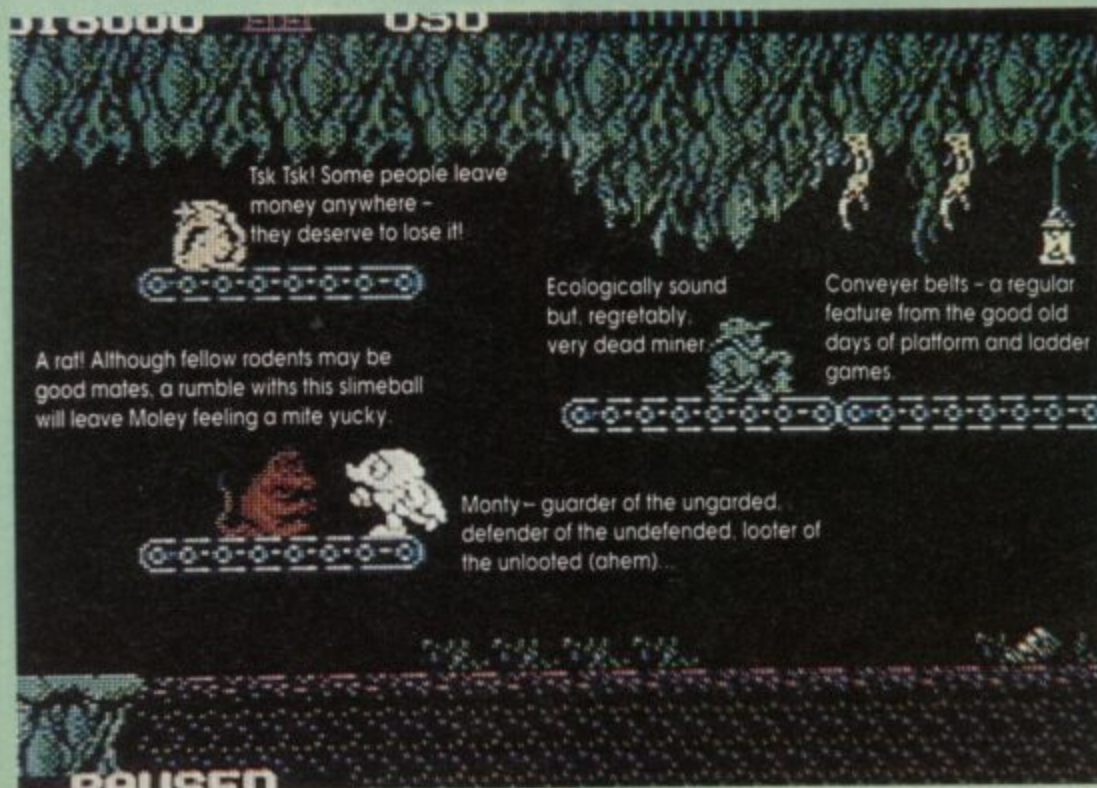 018000 USD
Tsk Tsk! Some people leave
money anywhere –
they deserve to lose it!
Ecologically sound
but, regretably,
very dead miner
Conveyer belts – a regular
feature from the good old
days of platform and ladder
games.
A rat! Although fellow rodents may be
good mates, a rumble withs this slimeball
will leave Moley feeling a mite yucky.
Monty – guarder of the ungarded,
defender of the undefended, looter of
the unlooted (ahem)...
PAUSED